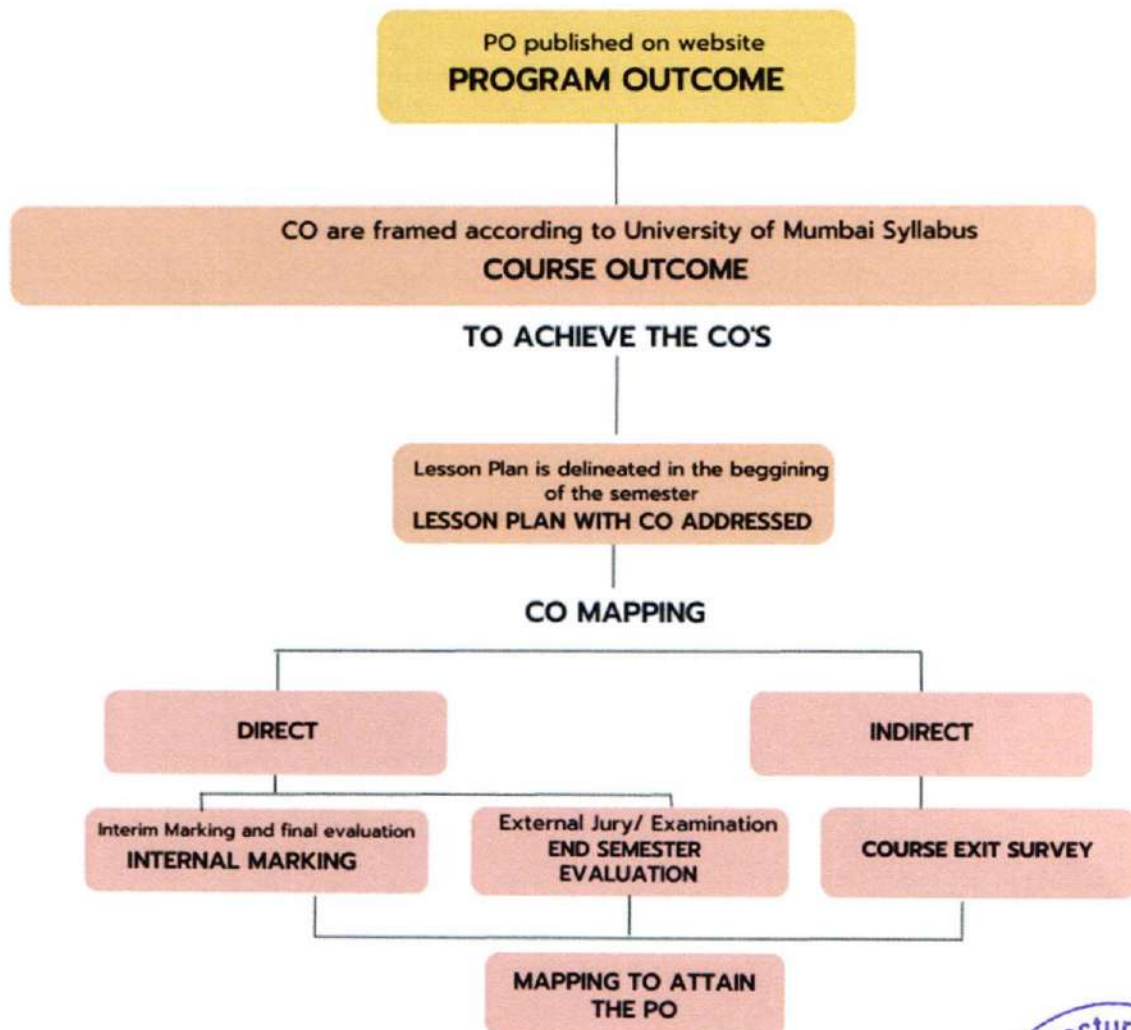 PO published on website
PROGRAM OUTCOME
CO are framed according to University of Mumbai Syllabus
COURSE OUTCOME
TO ACHIEVE THE CO'S
Lesson Plan is delineated in the beggining
of the semester
LESSON PLAN WITH CO ADDRESSED
CO MAPPING
DIRECT
INDIRECT
Interim Marking and final evaluation
INTERNAL MARKING
External Jury/ Examination
END SEMESTER
EVALUATION
COURSE EXIT SURVEY
MAPPING TO ATTAIN
THE PO